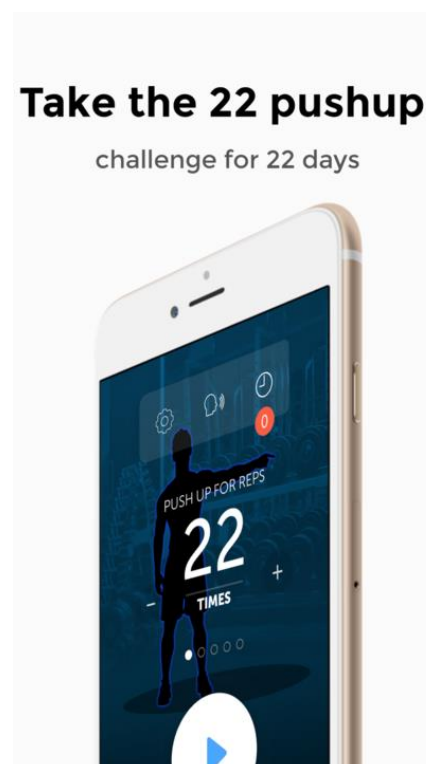 Take the 22 pushup
challenge for 22 days
0
PUSH UP FOR REPS
22
- +
TIMES